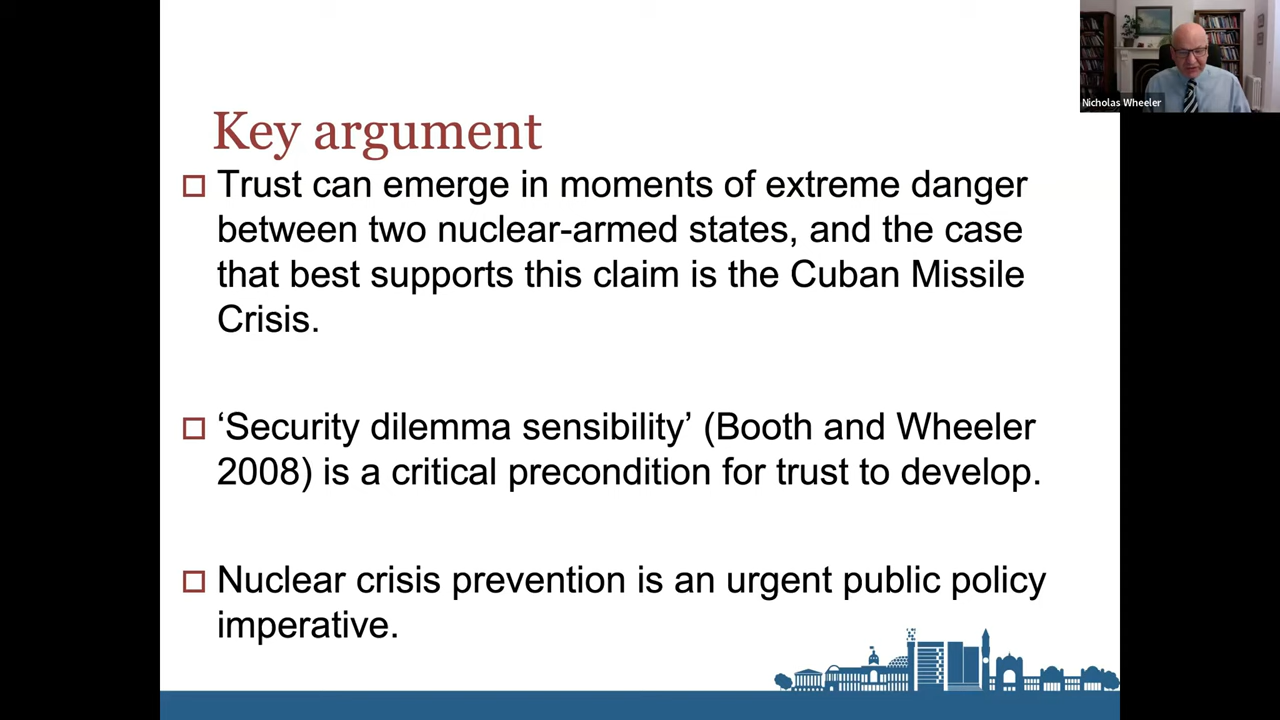 Nicholas Wheeler
Key argument
Trust can emerge in moments of extreme danger
between two nuclear-armed states, and the case
that best supports this claim is the Cuban Missile
Crisis.
‘Security dilemma sensibility’ (Booth and Wheeler
2008) is a critical precondition for trust to develop.
Nuclear crisis prevention is an urgent public policy
imperative.